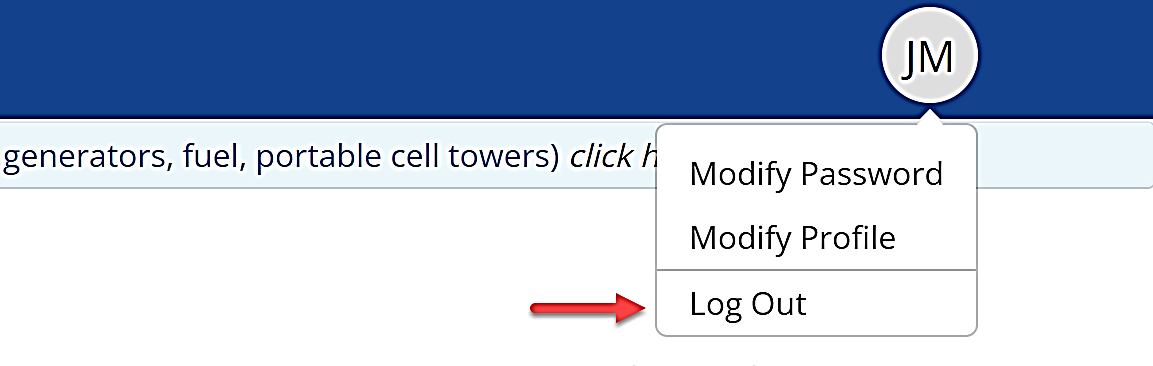 JM
generators, fuel, portable cell towers) click h
Modify Password
Modify Profile
Log Out